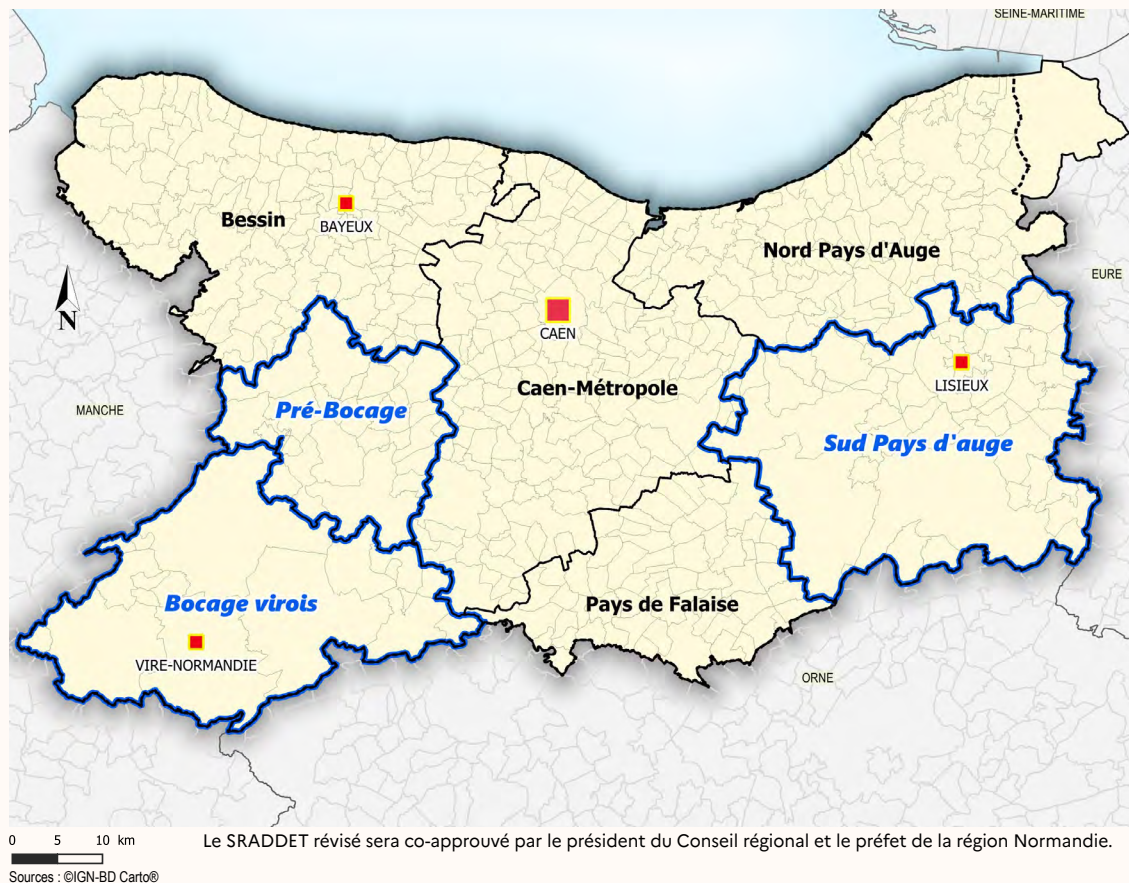 SEINE-MARITIME
Bessin
BAYEUX
Nord Pays d'Auge
EURE
N
CAEN
LISIEUX
MANCHE
Pré-Bocage
Caen-Métropole
Sud Pays d'auge
Bocage virois
Pays de Falaise
VIRE-NORMANDIE
ORNE
0 5 10 km
Le SRADDET révisé sera co-approuvé par le président du Conseil régional et le préfet de la région Normandie.
Sources : ©IGN-BD Carto®